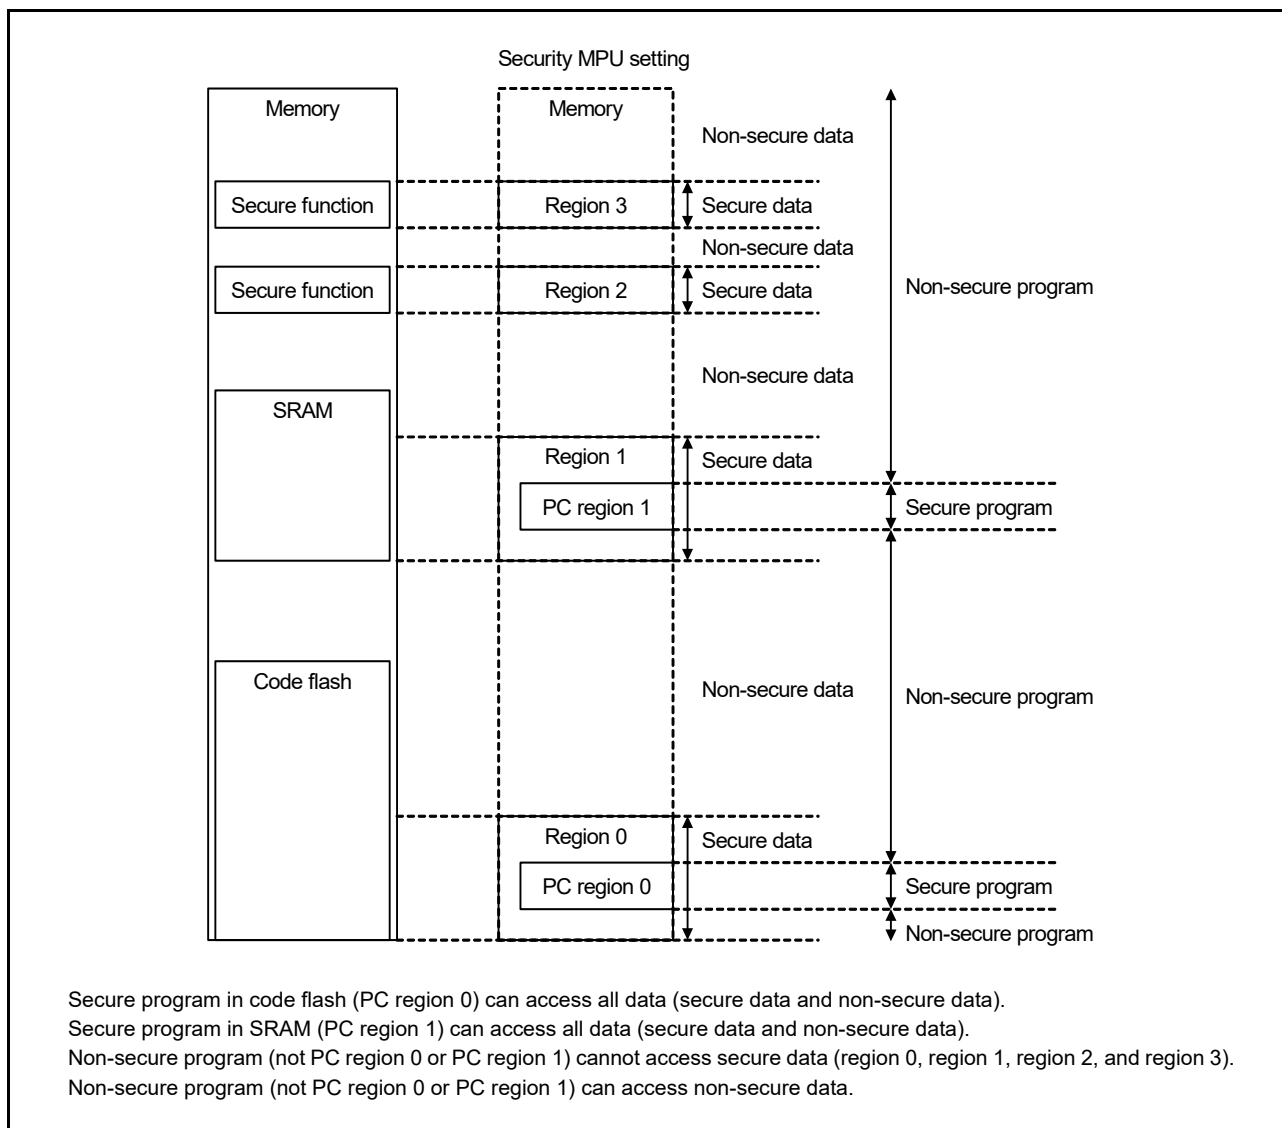 Security MPU setting
Memory
Memory
Non-secure data
Secure function
Region 3
Secure data
Non-secure data
Secure function
Region 2
Secure data
Non-secure program
Non-secure data
SRAM
Region 1
Secure data
PC region 1
Secure program
Code flash
Non-secure data
Non-secure program
Region 0
Secure data
PC region 0
Secure program
Non-secure program
Secure program in code flash (PC region 0) can access all data (secure data and non-secure data).
Secure program in SRAM (PC region 1) can access all data (secure data and non-secure data).
Non-secure program (not PC region 0 or PC region 1) cannot access secure data (region 0, region 1, region 2, and region 3).
Non-secure program (not PC region 0 or PC region 1) can access non-secure data.